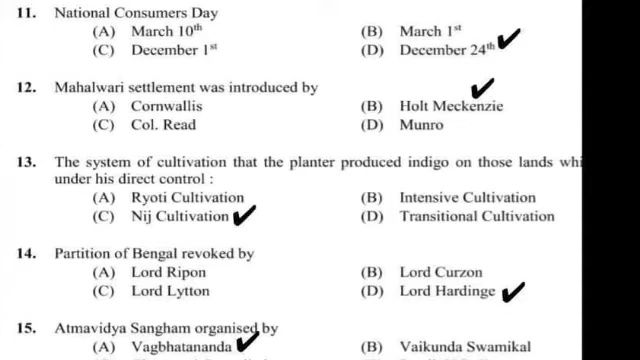 11. National Consumers Day
(A) March 10th (B) March 1st
(C) December 1st (D) December 24th
12. Mahalwari settlement was introduced by
(A) Cornwallis (B) Holt Meckenzie
(C) Col. Read (D) Munro
13. The system of cultivation that the planter produced indigo on those lands whi
under his direct control :
(A) Ryoti Cultivation (B) Intensive Cultivation
(C) Nij Cultivation (D) Transitional Cultivation
14. Partition of Bengal revoked by
(A) Lord Ripon (B) Lord Curzon
(C) Lord Lytton (D) Lord Hardinge
15. Atmavidya Sangham organised by
(A) Vagbhatananda (B) Vaikunda Swamikal